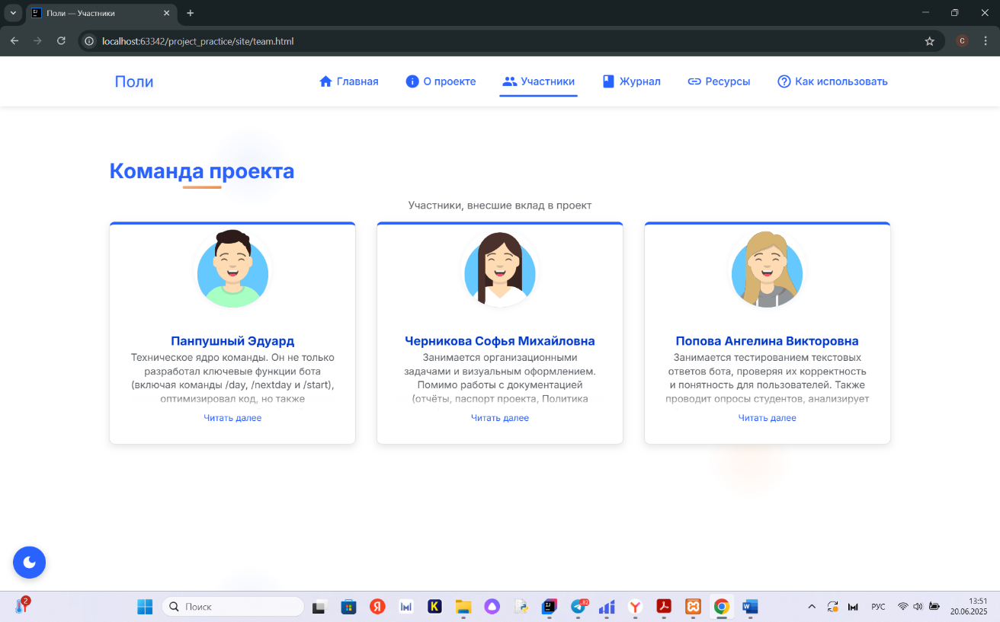 Поли — Участники
localhost:63342/project_practice/site/team.html
C
Поли
Главная
О проекте
Участники
Журнал
Ресурсы
Как использовать
Команда проекта
Участники, внесшие вклад в проект
Панпушный Эдуард
Техническое ядро команды. Он не только
разработал ключевые функции бота
(включая команды /day, /nextday и /start),
оптимизировал код, но также
Читать далее
Черникова Софья Михайловна
Занимается организационными
задачами и визуальным оформлением.
Помимо работы с документацией
(отчёты, паспорт проекта, Политика
Читать далее
Попова Ангелина Викторовна
Занимается тестированием текстовых
ответов бота, проверяя их корректность
и понятность для пользователей. Также
проводит опросы студентов, анализирует
Читать далее
2
Поиск
Я
K
82
Y
W
РУС
13:51
20.06.2025